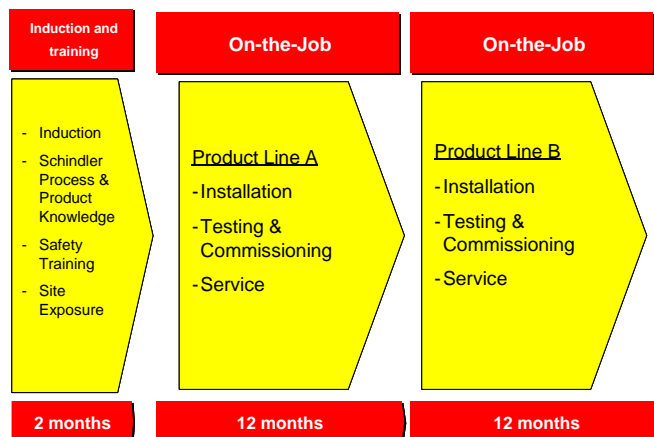 Induction and
training
On-the-Job
On-the-Job
- Induction
- Schindler
Process &
Product
Knowledge
- Safety
Training
- Site
Exposure
Product Line A
-Installation
-Testing &
Commissioning
-Service
Product Line B
-Installation
-Testing &
Commissioning
-Service
2 months
12 months
12 months